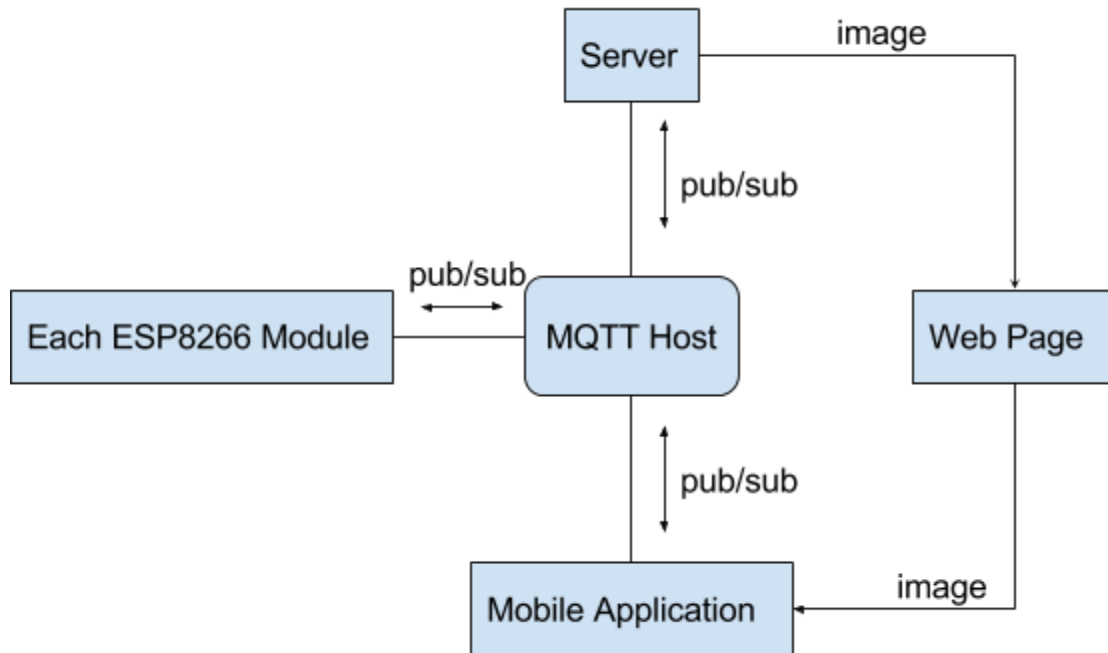 Server
image
pub/sub
pub/sub
Each ESP8266 Module
MQTT Host
Web Page
pub/sub
Mobile Application
image